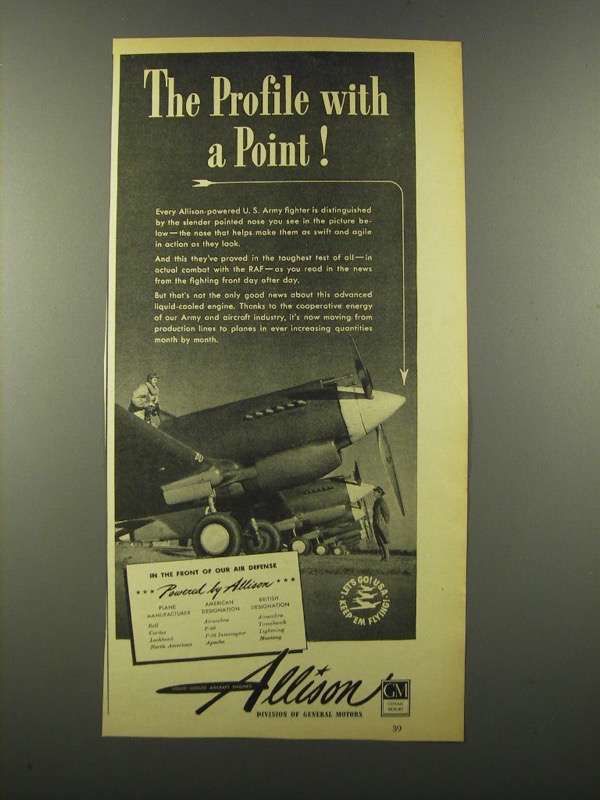 The Profile with
a Point!
Every Allison-powered U. S. Army fighter is distinguished
by the slender pointed nose you see in the picture be-
low—the nose that helps make them as swift and agile
in action as they look.
And this they've proved in the toughest test of all—in
actual combat with the RAF—as you read in the news
from the fighting front day after day.
But that's not the only good news about this advanced
liquid-cooled engine. Thanks to the cooperative energy
of our Army and aircraft industry, it's now moving from
production lines to planes in ever increasing quantities
month by month.
IN THE FRONT OF OUR AIR DEFENSE
Powered by Allison
PLANE MANUFACTURER AMERICAN DESIGNATION BRITISH DESIGNATION
Bell Airacobra Airacobra
Curtiss P-40 Tomahawk
Lockheed P-38 Interceptor Lightning
North American Apache Mustang
LET'S GO! USA
KEEP 'EM FLYING!
LIQUID COOLED AIRCRAFT ENGINES
Allison
DIVISION OF GENERAL MOTORS
GM
39